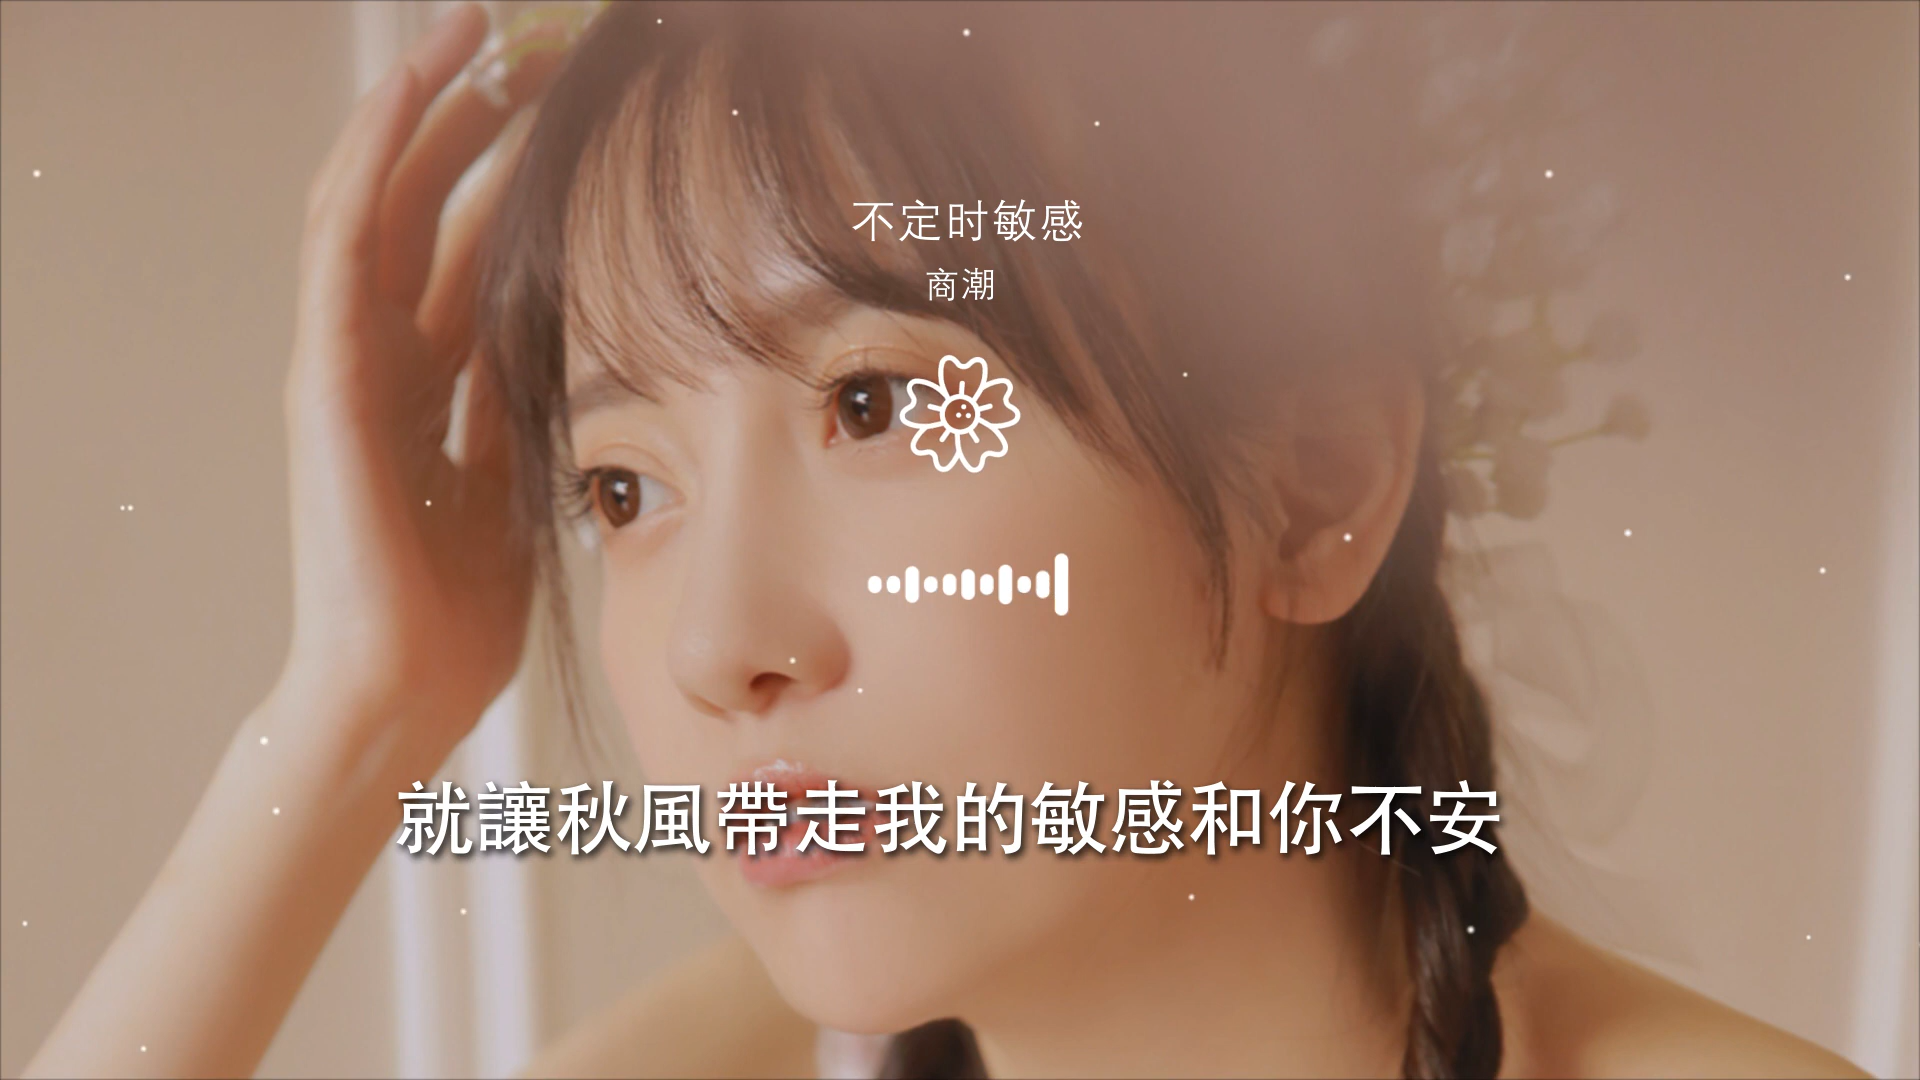 不定时敏感
商潮
就讓秋風帶走我的敏感和你不安